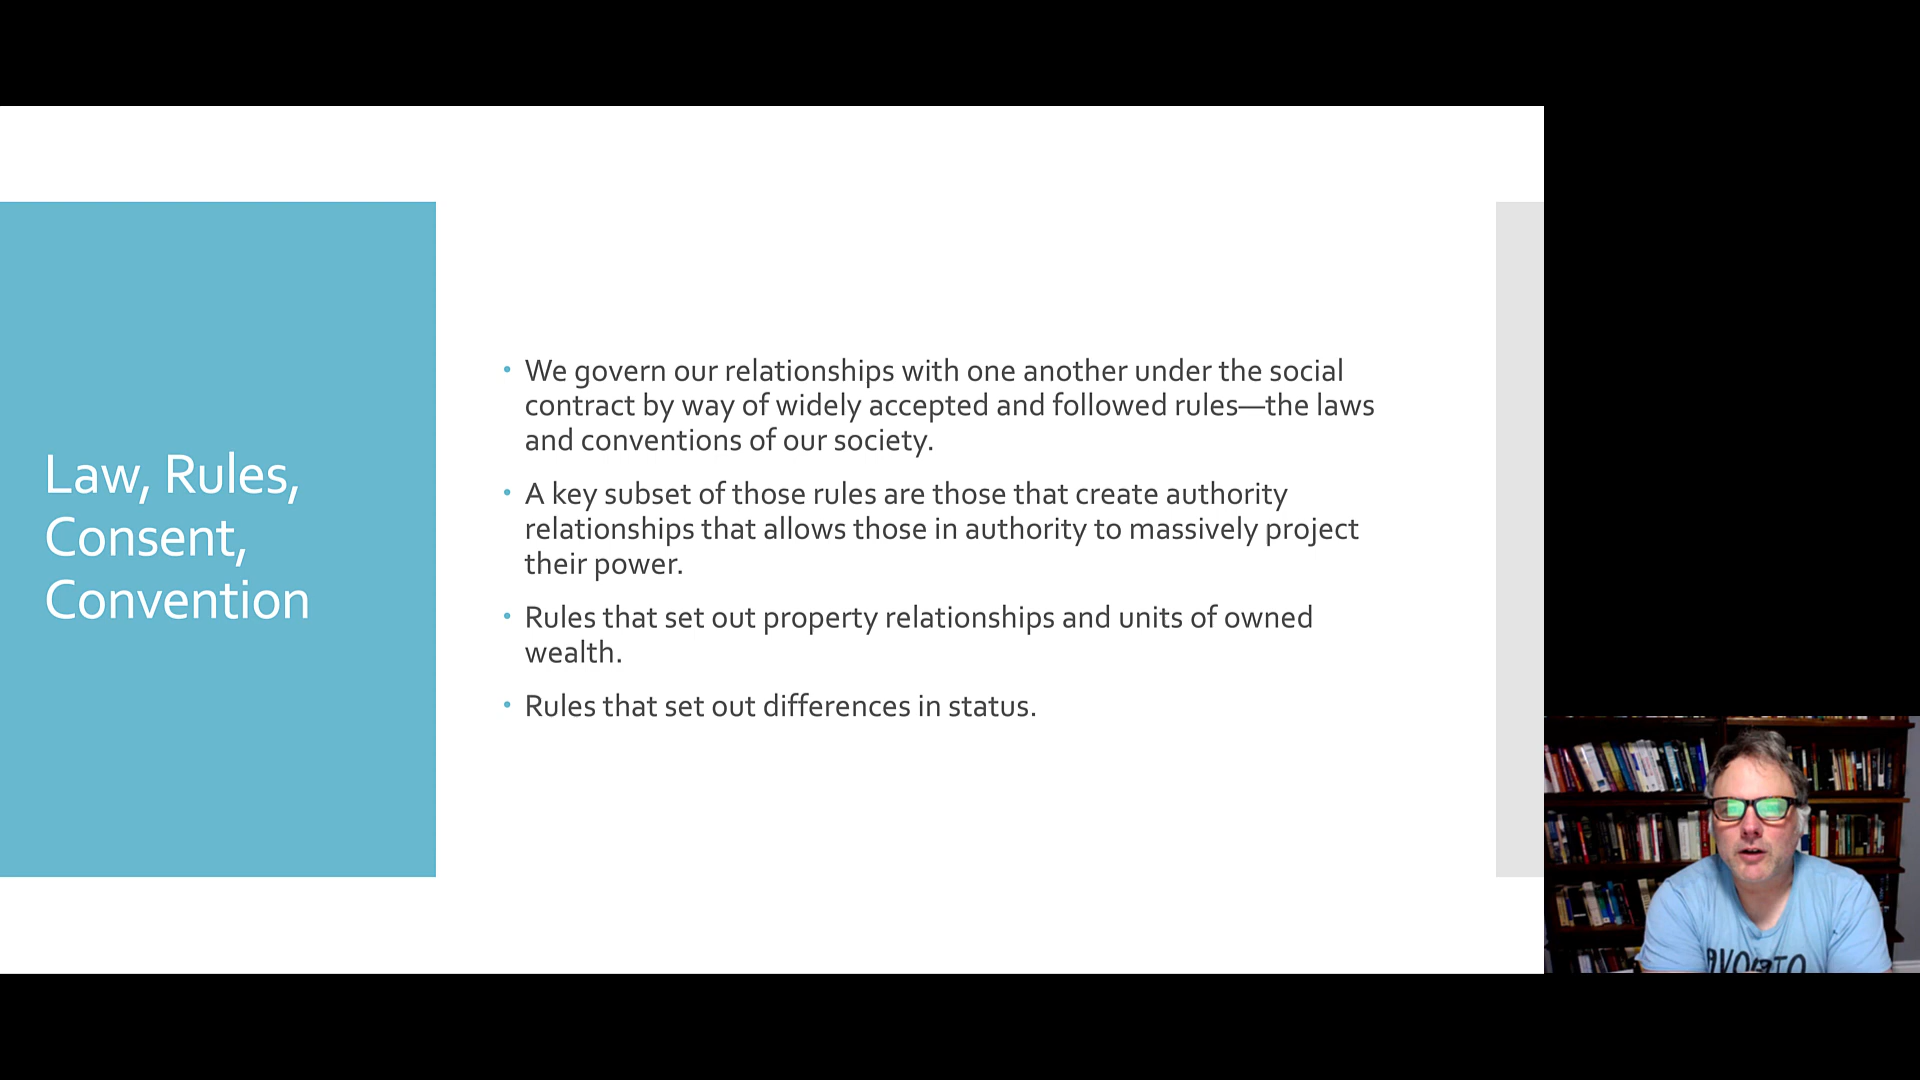 Law, Rules,
Consent,
Convention
We govern our relationships with one another under the social
contract by way of widely accepted and followed rules—the laws
and conventions of our society.
A key subset of those rules are those that create authority
relationships that allows those in authority to massively project
their power.
Rules that set out property relationships and units of owned
wealth.
Rules that set out differences in status.